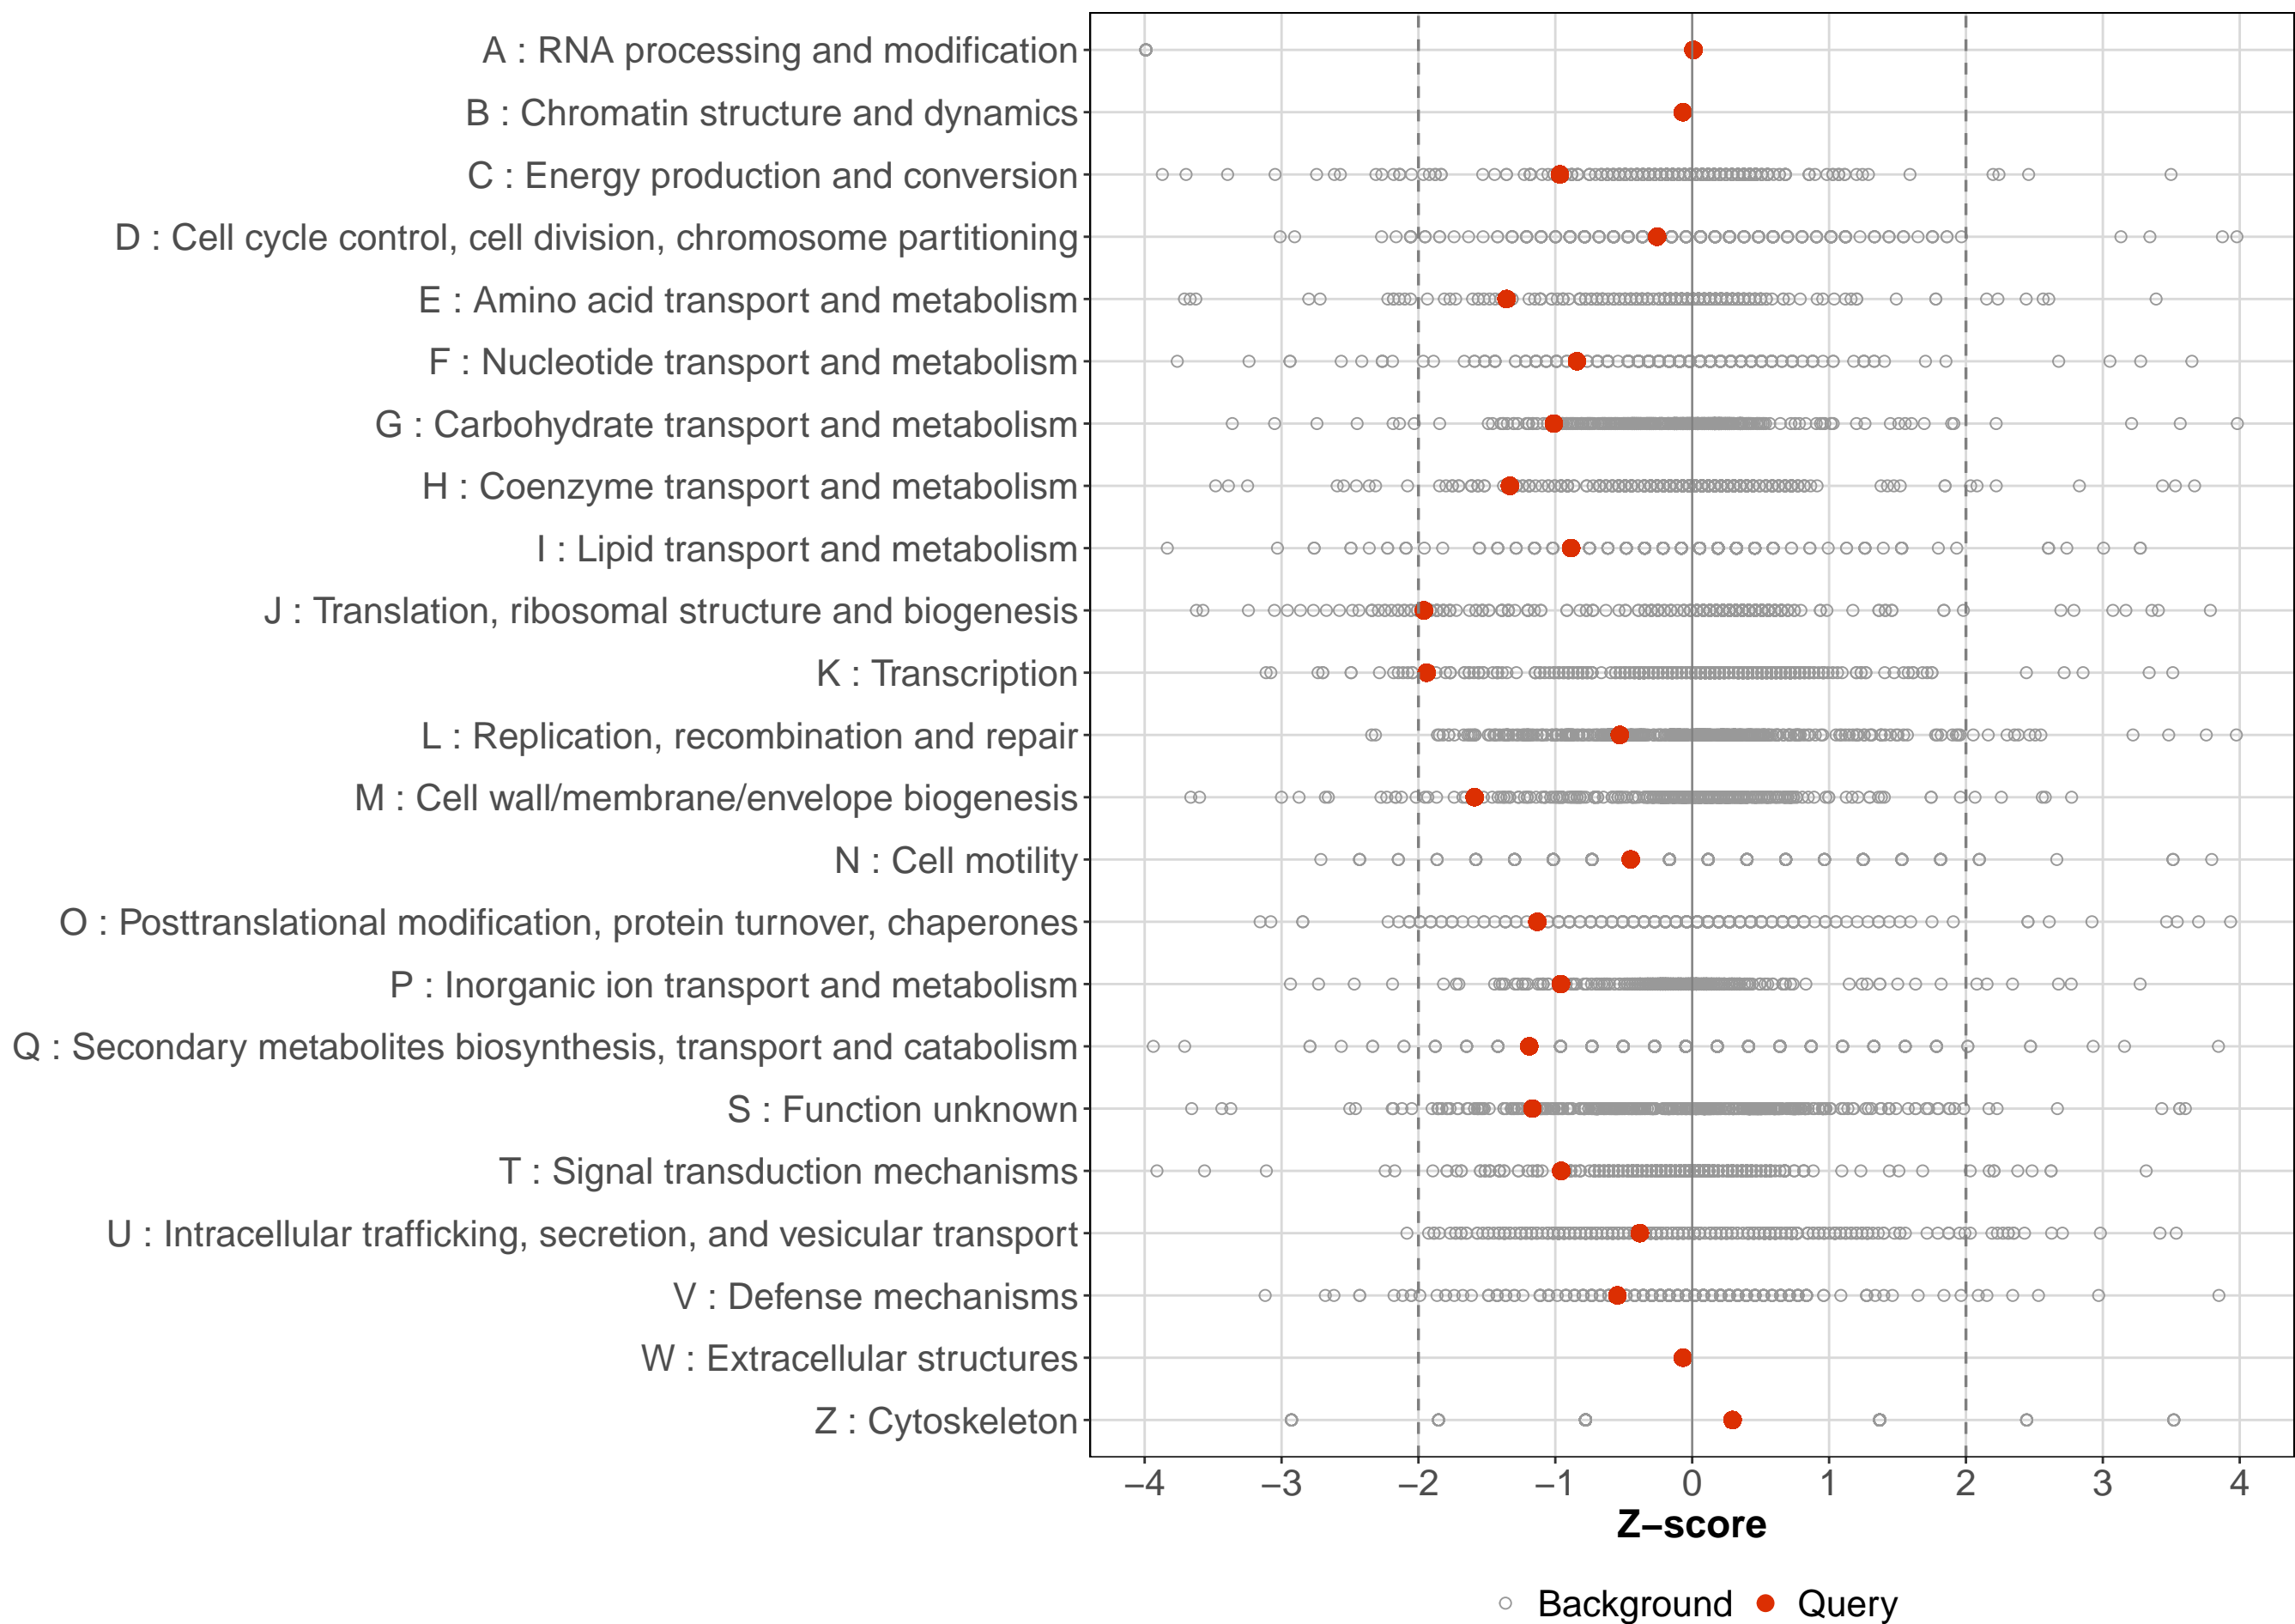 A : RNA processing and modification
B : Chromatin structure and dynamics
C : Energy production and conversion
D : Cell cycle control, cell division, chromosome partitioning
E : Amino acid transport and metabolism
F : Nucleotide transport and metabolism
G : Carbohydrate transport and metabolism
H : Coenzyme transport and metabolism
I : Lipid transport and metabolism
J : Translation, ribosomal structure and biogenesis
K : Transcription
L : Replication, recombination and repair
M : Cell wall/membrane/envelope biogenesis
N : Cell motility
O : Posttranslational modification, protein turnover, chaperones
P : Inorganic ion transport and metabolism
Q : Secondary metabolites biosynthesis, transport and catabolism
S : Function unknown
T : Signal transduction mechanisms
U : Intracellular trafficking, secretion, and vesicular transport
V : Defense mechanisms
W : Extracellular structures
Z : Cytoskeleton
−4 −3 −2 −1 0 1 2 3 4
Z−score
Background Query